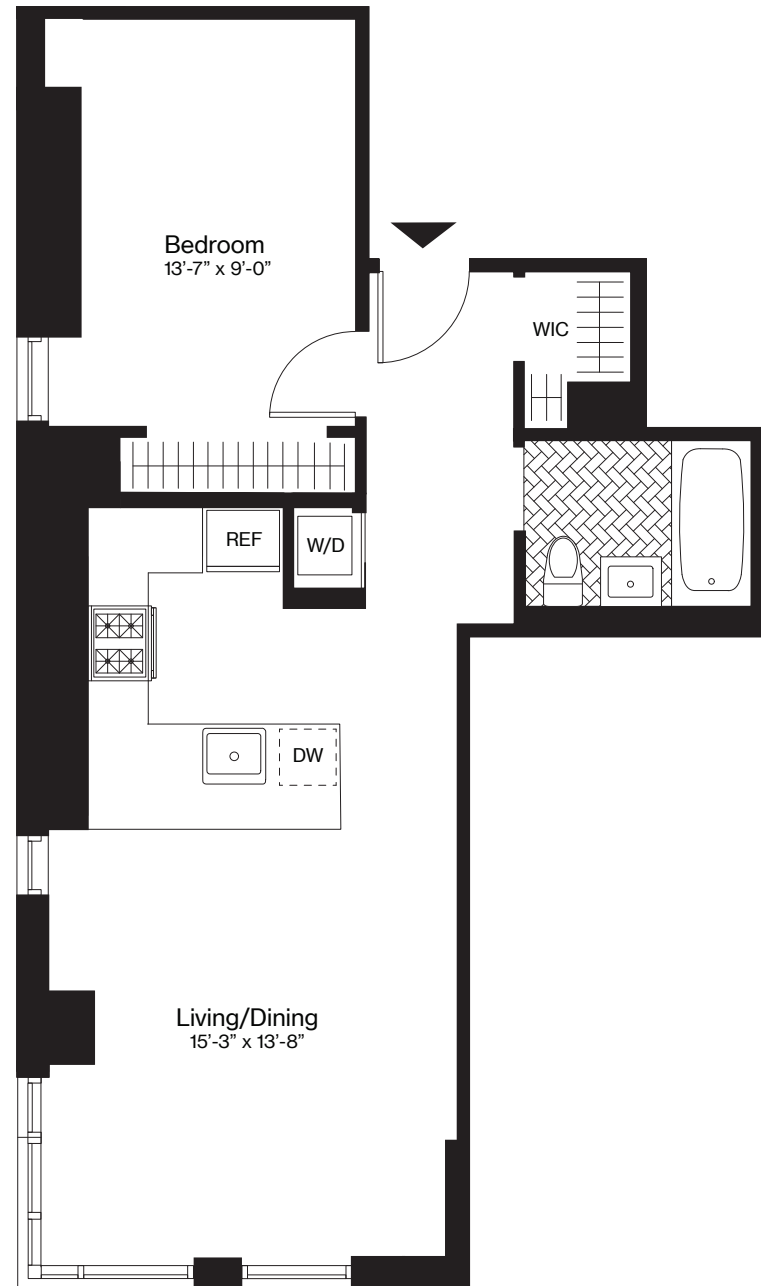 Bedroom
13’-7” x 9’-0”
WIC
REF
W/D
DW
Living/Dining
15’-3” x 13’-8”